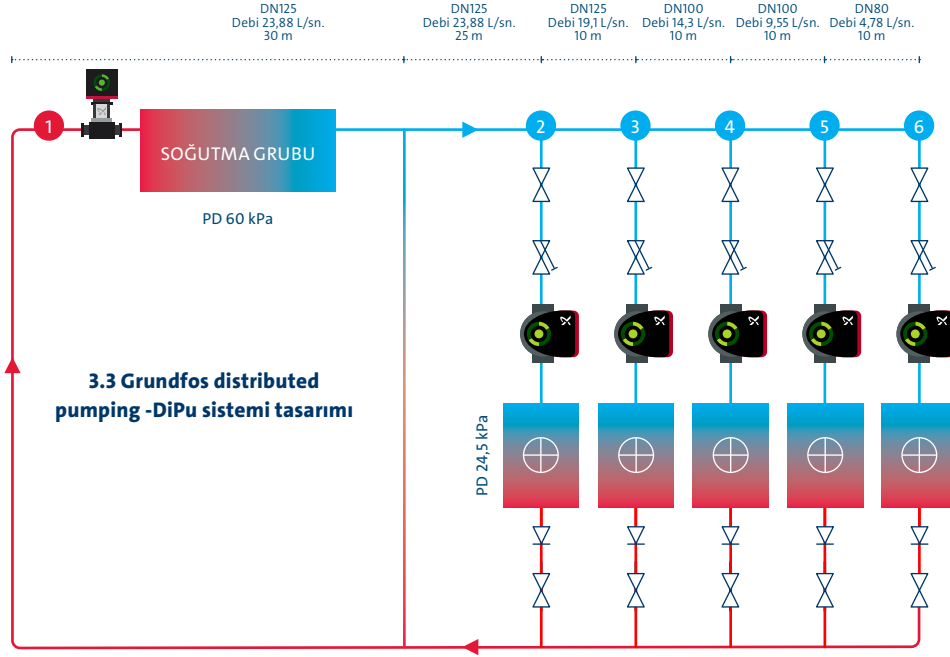 DN125
Debi 23,88 L/sn.
30 m
DN125
Debi 23,88 L/sn.
25 m
DN125
Debi 19,1 L/sn.
10 m
DN100
Debi 14,3 L/sn.
10 m
DN100
Debi 9,55 L/sn.
10 m
DN80
Debi 4,78 L/sn.
10 m
1
SOĞUTMA GRUBU
2
3
4
5
6
PD 60 kPa
3.3 Grundfos distributed
pumping -DiPu sistemi tasarımı
PD 24,5 kPa